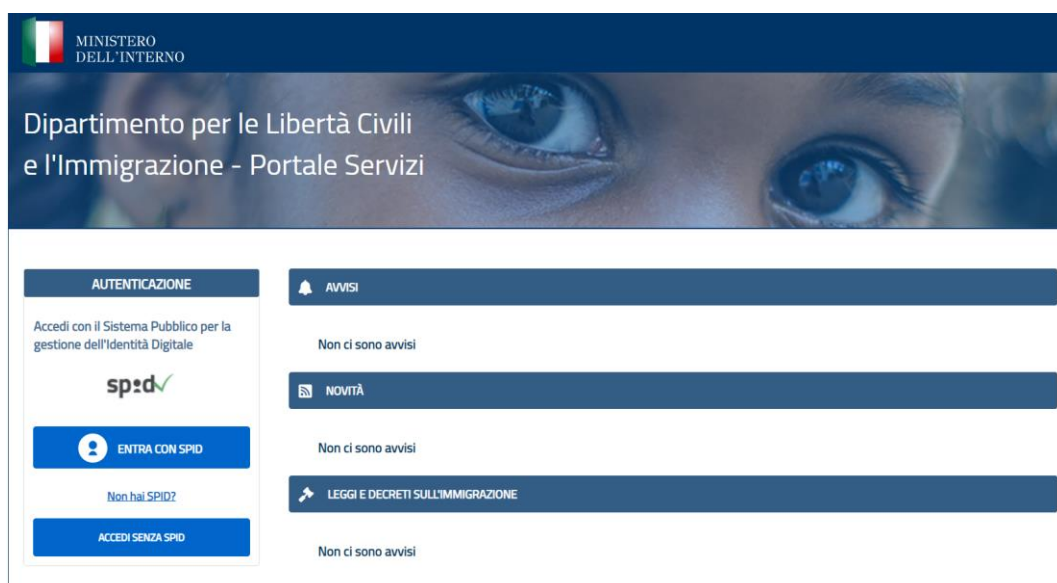 MINISTERO
DELL'INTERNO
Dipartimento per le Libertà Civili
e l'Immigrazione - Portale Servizi
AUTENTICAZIONE
Accedi con il Sistema Pubblico per la
gestione dell'Identità Digitale
spid
ENTRA CON SPID
Non hai SPID?
ACCEDI SENZA SPID
AVVISI
Non ci sono avvisi
NOVITÀ
Non ci sono avvisi
LEGGI E DECRETI SULL'IMMIGRAZIONE
Non ci sono avvisi